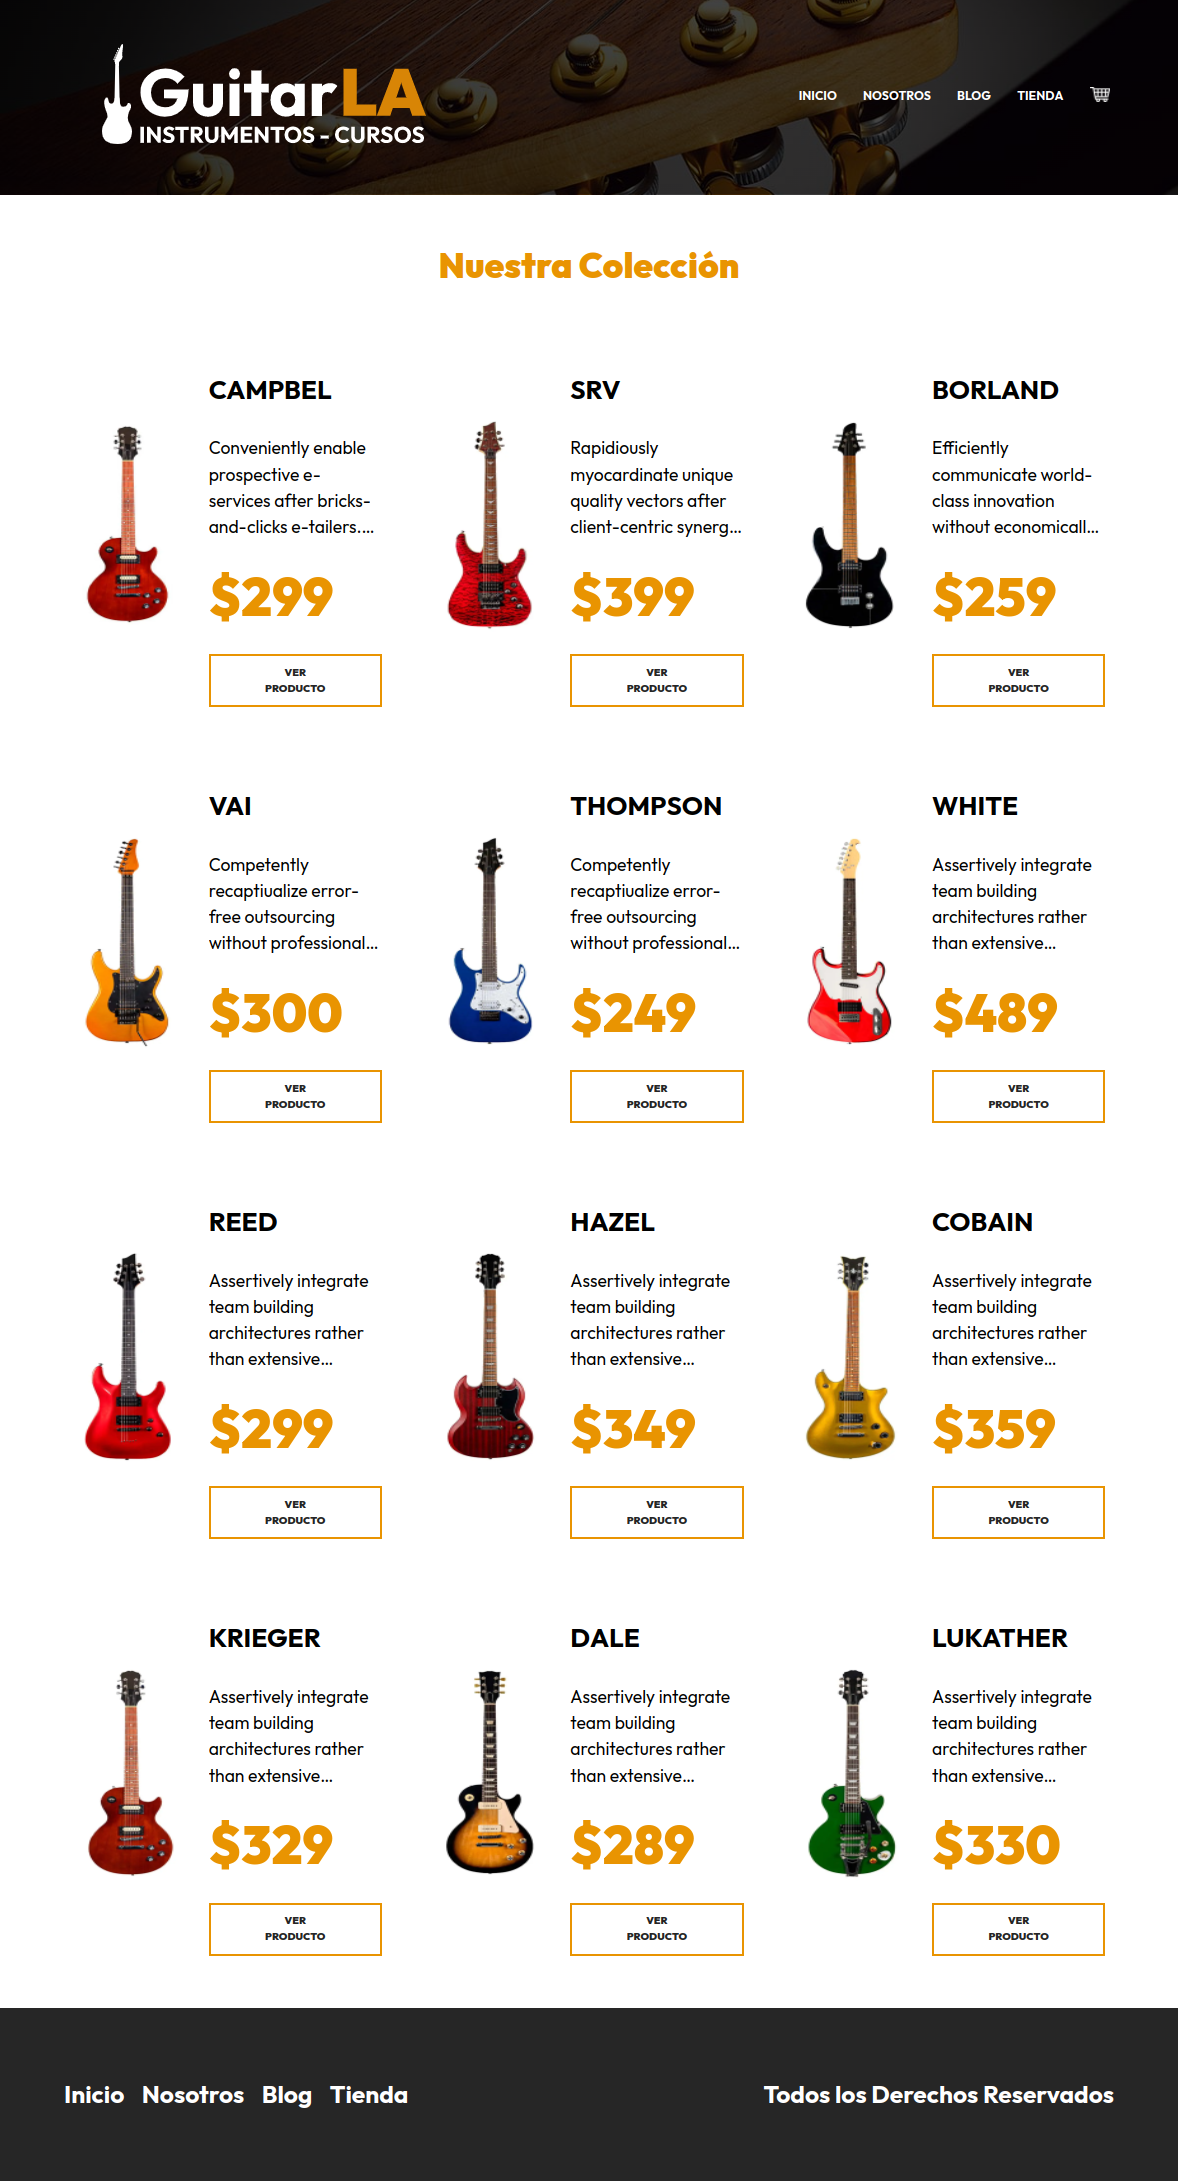 GuitarLA
INSTRUMENTOS - CURSOS
INICIO NOSOTROS BLOG TIENDA
Nuestra Colección
CAMPBEL
Conveniently enable
prospective e-
services after bricks-
and-clicks e-tailers....
$299
VER
PRODUCTO
SRV
Rapidiously
myocardinate unique
quality vectors after
client-centric synerg...
$399
VER
PRODUCTO
BORLAND
Efficiently
communicate world-
class innovation
without economicall...
$259
VER
PRODUCTO
VAI
Competently
recaptiualize error-
free outsourcing
without professional...
$300
VER
PRODUCTO
THOMPSON
Competently
recaptiualize error-
free outsourcing
without professional...
$249
VER
PRODUCTO
WHITE
Assertively integrate
team building
architectures rather
than extensive...
$489
VER
PRODUCTO
REED
Assertively integrate
team building
architectures rather
than extensive...
$299
VER
PRODUCTO
HAZEL
Assertively integrate
team building
architectures rather
than extensive...
$349
VER
PRODUCTO
COBAIN
Assertively integrate
team building
architectures rather
than extensive...
$359
VER
PRODUCTO
KRIEGER
Assertively integrate
team building
architectures rather
than extensive...
$329
VER
PRODUCTO
DALE
Assertively integrate
team building
architectures rather
than extensive...
$289
VER
PRODUCTO
LUKATHER
Assertively integrate
team building
architectures rather
than extensive...
$330
VER
PRODUCTO
Inicio Nosotros Blog Tienda
Todos los Derechos Reservados